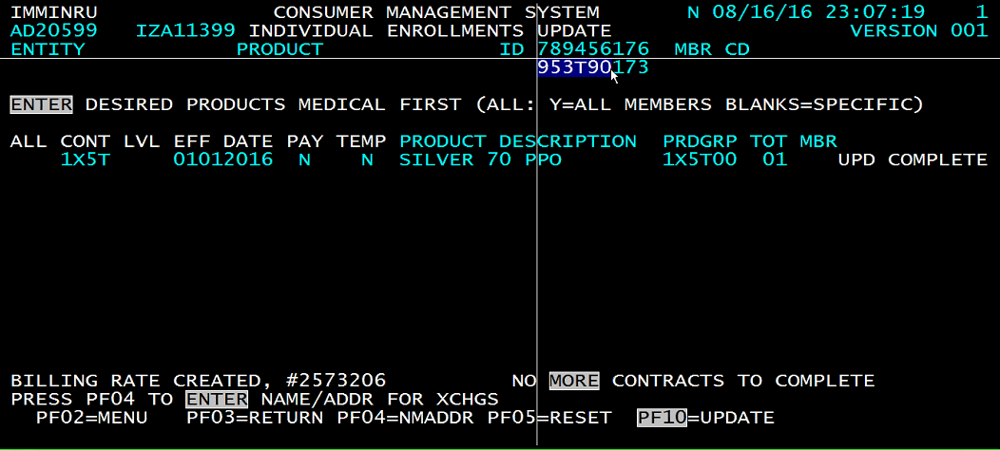 IMMINRU CONSUMER MANAGEMENT SYSTEM N 08/16/16 23:07:19 1
AD20599 IZA11399 INDIVIDUAL ENROLLMENTS UPDATE VERSION 001
ENTITY PRODUCT ID 789456176 MBR CD
953T90173
ENTER DESIRED PRODUCTS MEDICAL FIRST (ALL: Y=ALL MEMBERS BLANKS=SPECIFIC)
ALL CONT LVL EFF DATE PAY TEMP PRODUCT DESCRIPTION PRDGRP TOT MBR
1X5T 01012016 N N SILVER 70 PPO 1X5T00 01 UPD COMPLETE
BILLING RATE CREATED, #2573206 NO MORE CONTRACTS TO COMPLETE
PRESS PF04 TO ENTER NAME/ADDR FOR XCHGS
PF02=MENU PF03=RETURN PF04=NMADDR PF05=RESET PF10=UPDATE